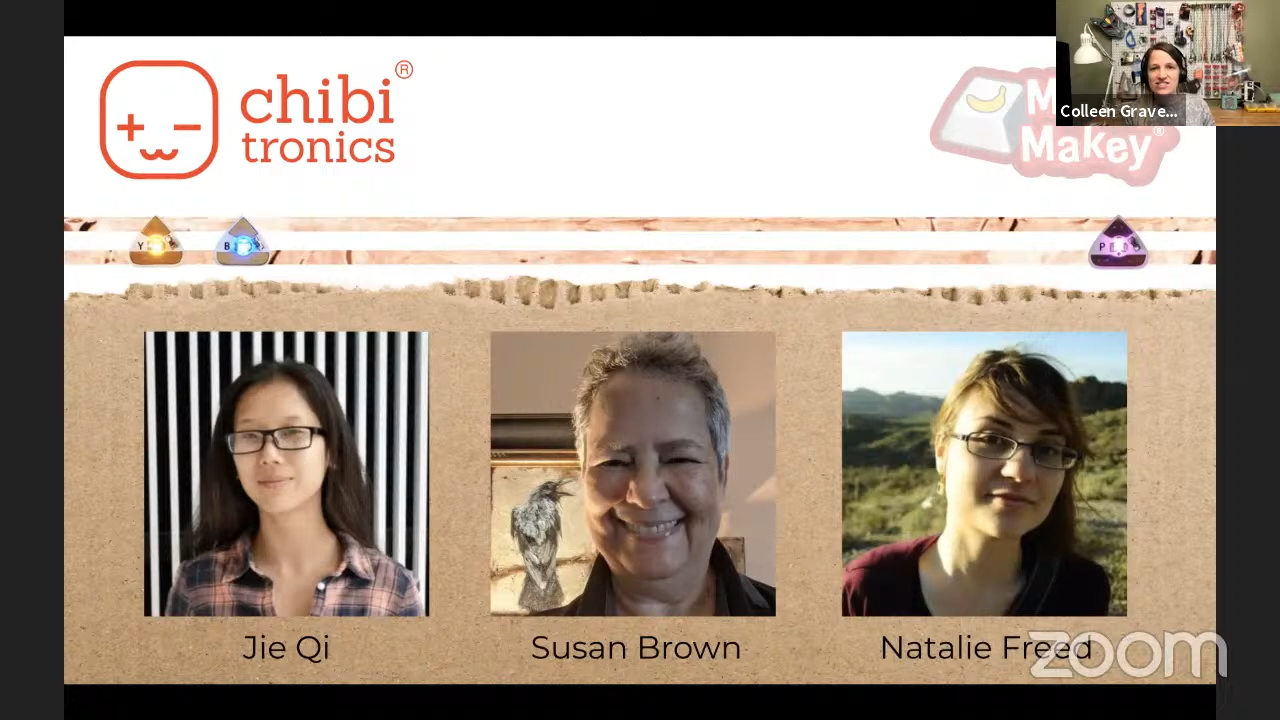 chibi®
tronics
Makey®
Colleen Grave...
Y
B
P
Jie Qi
Susan Brown
Natalie Freed
zoom